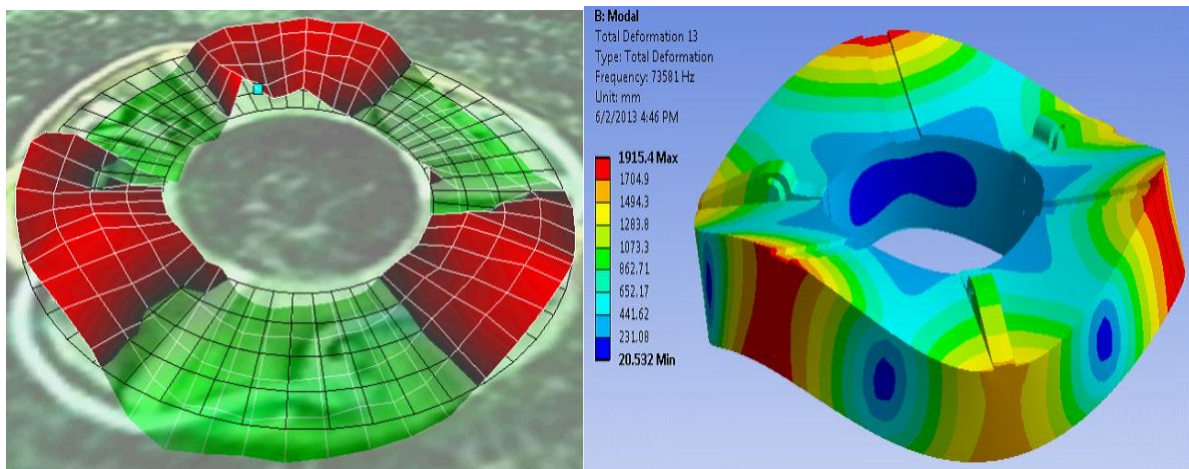 B: Modal
Total Deformation 13
Type: Total Deformation
Frequency: 73581 Hz
Unit: mm
6/2/2013 4:46 PM
1915.4 Max
1704.9
1494.3
1283.8
1073.3
862.71
652.17
441.62
231.08
20.532 Min